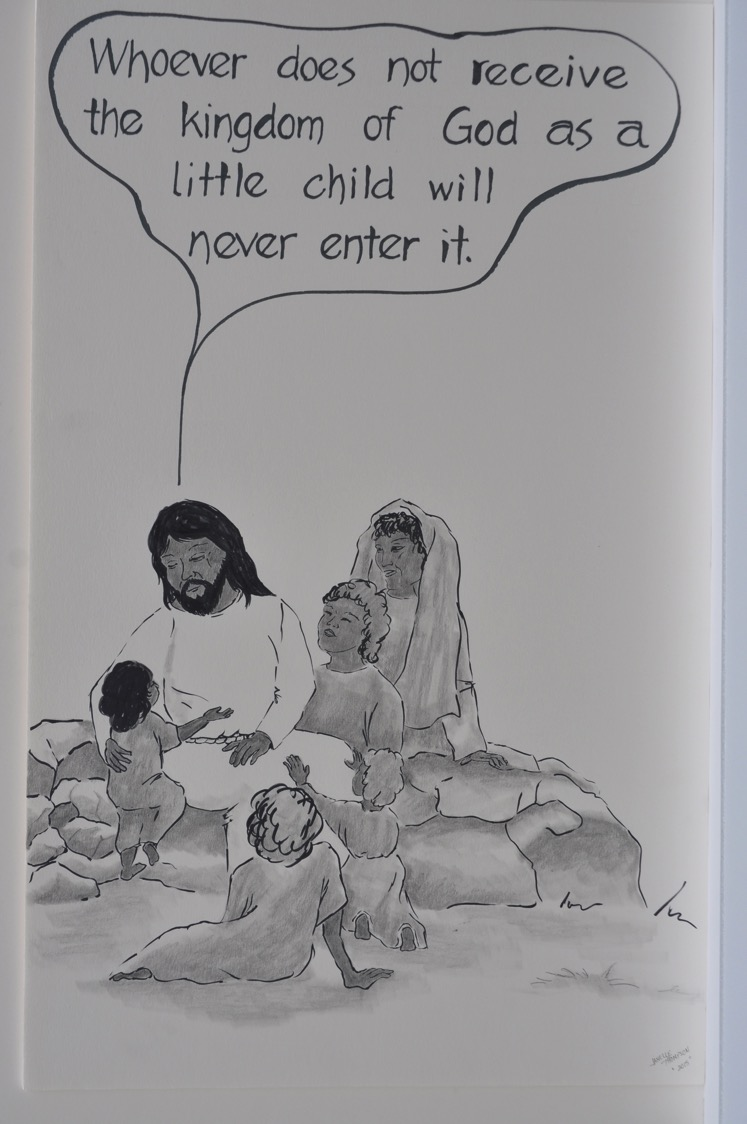 Whoever does not receive
the kingdom of God as a
little child will
never enter it.